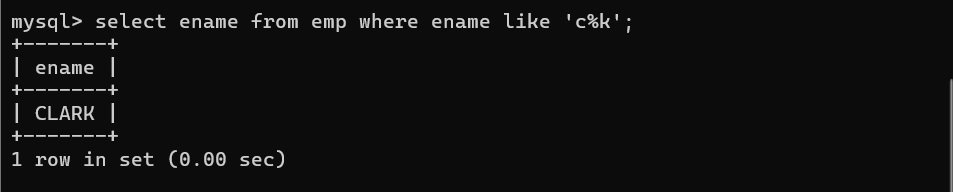 mysql> select ename from emp where ename like 'c%k';
+-------+
| ename |
+-------+
| CLARK |
+-------+
1 row in set (0.00 sec)